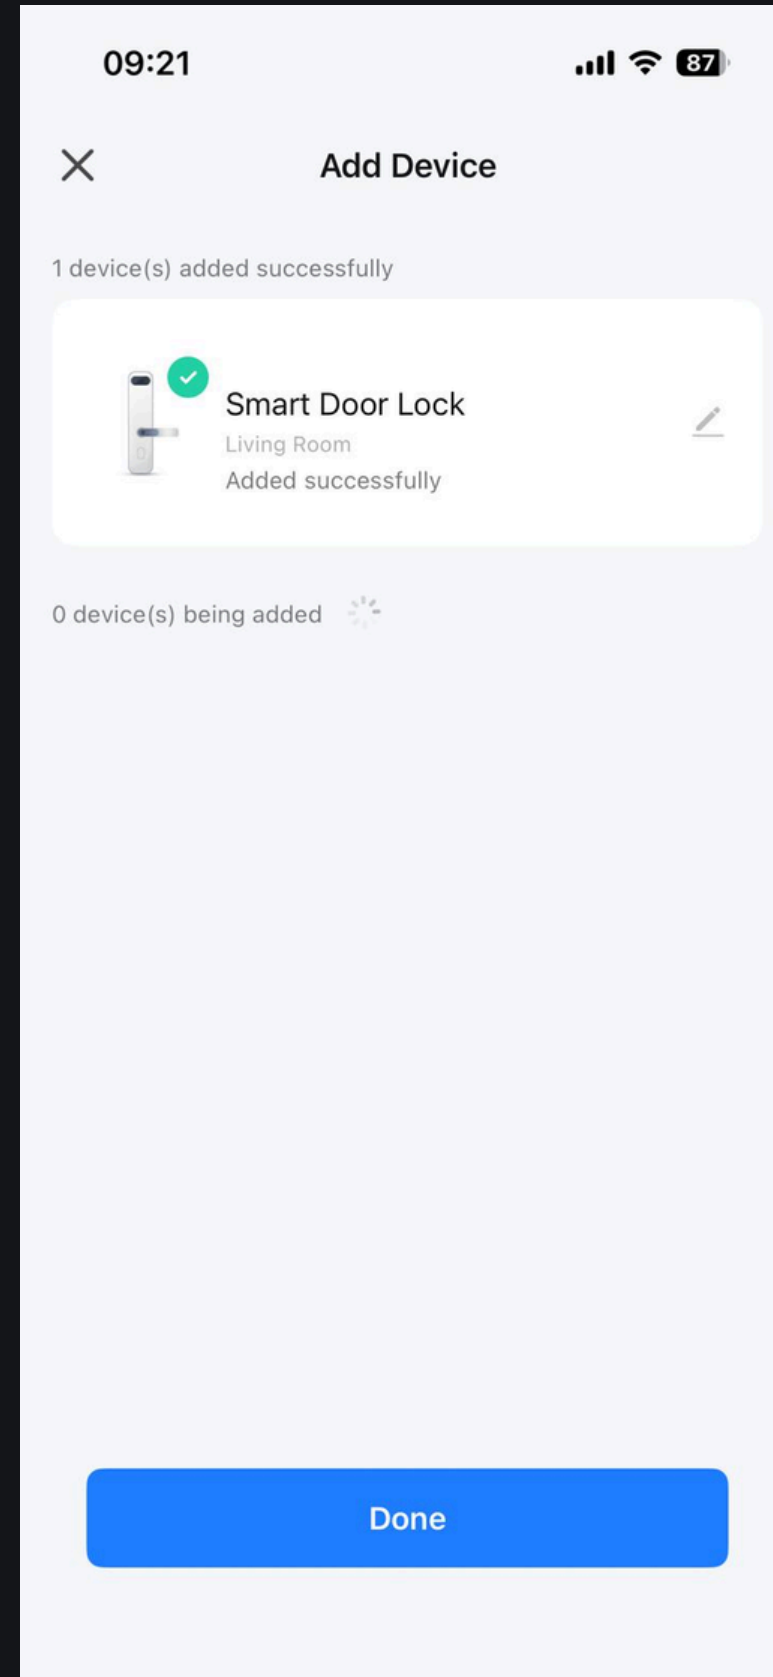 09:21
87
Add Device
1 device(s) added successfully
Smart Door Lock
Living Room
Added successfully
0 device(s) being added
Done